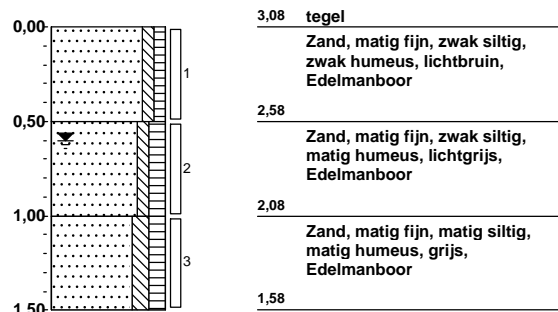 3,08 tegel
0,00
Zand, matig fijn, zwak siltig,
zwak humeus, lichtbruin,
Edelmanboor
1
2,58
0,50
Zand, matig fijn, zwak siltig,
matig humeus, lichtgrijs,
Edelmanboor
2
2,08
1,00
Zand, matig fijn, matig siltig,
matig humeus, grijs,
Edelmanboor
3
1,58
1,50